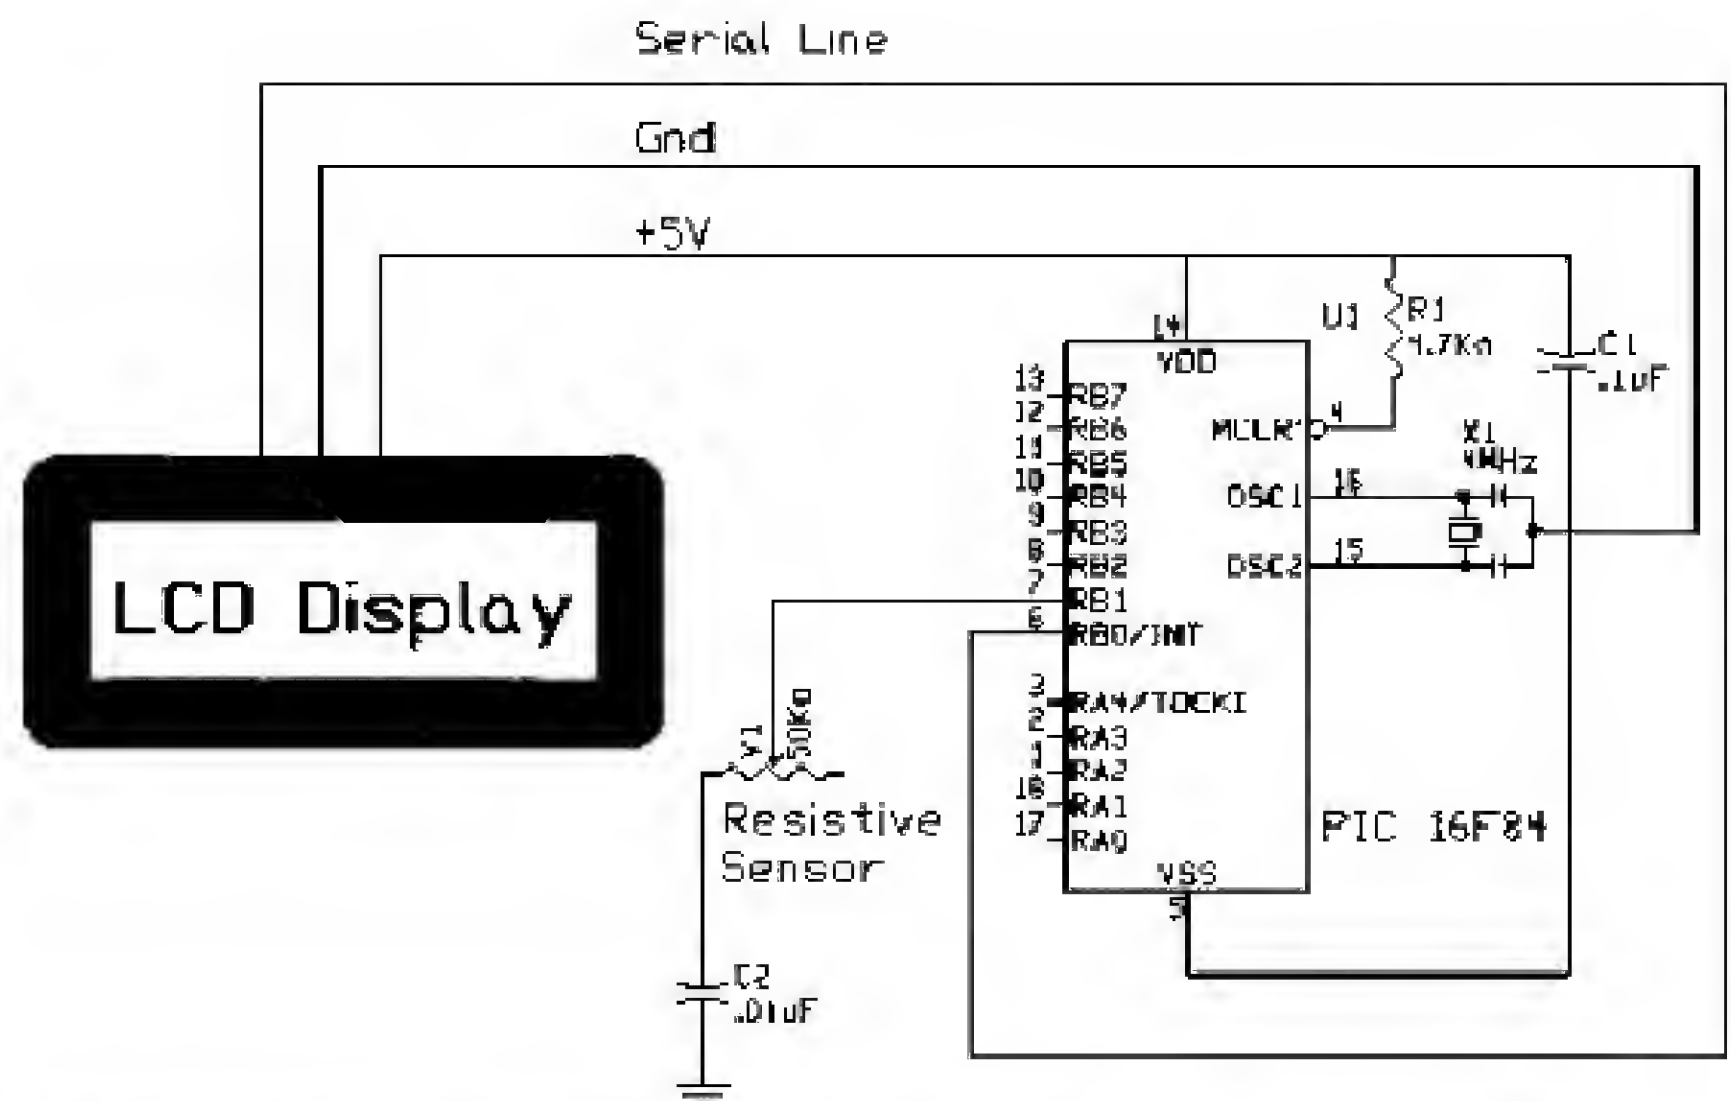 Serial Line
Gnd
+5V
U1
R1
4.7KΩ
C1
.1uF
14
VDD
13
RB7
12
RB6
MCLR'
4
X1
4MHz
11
RB5
10
RB4
OSC1
16
9
RB3
8
RB2
OSC2
15
7
RB1
6
RB0/INT
LCD Display
3
RA4/TOCKI
2
RA3
1
RA2
18
RA1
17
RA0
V1
50KΩ
Resistive
Sensor
PIC 16F84
VSS
5
C2
.01uF